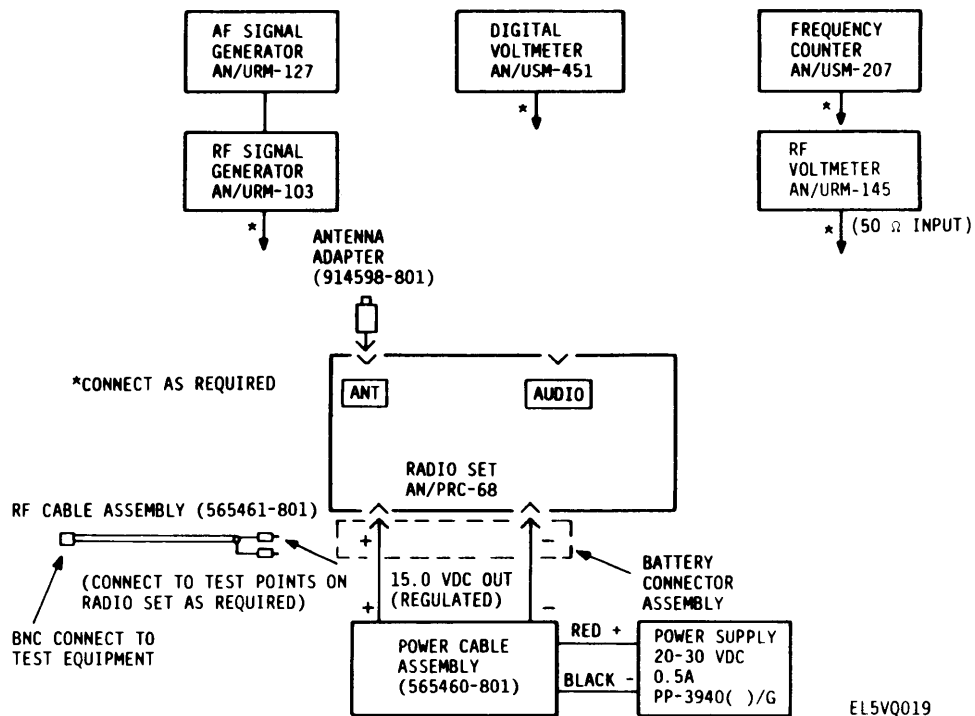 AF SIGNAL
GENERATOR
AN/URM-127
DIGITAL
VOLTMETER
AN/USM-451
*
FREQUENCY
COUNTER
AN/USM-207
*
RF SIGNAL
GENERATOR
AN/URM-103
*
RF
VOLTMETER
AN/URM-145
* (50 Ω INPUT)
ANTENNA
ADAPTER
(914598-801)
*CONNECT AS REQUIRED
ANT
AUDIO
RADIO SET
AN/PRC-68
RF CABLE ASSEMBLY (565461-801)
+ -
(CONNECT TO TEST POINTS ON
RADIO SET AS REQUIRED)
15.0 VDC OUT
(REGULATED)
+ -
BATTERY
CONNECTOR
ASSEMBLY
BNC CONNECT TO
TEST EQUIPMENT
POWER CABLE
ASSEMBLY
(565460-801)
RED +
BLACK -
POWER SUPPLY
20-30 VDC
0.5A
PP-3940( )/G
EL5VQ019